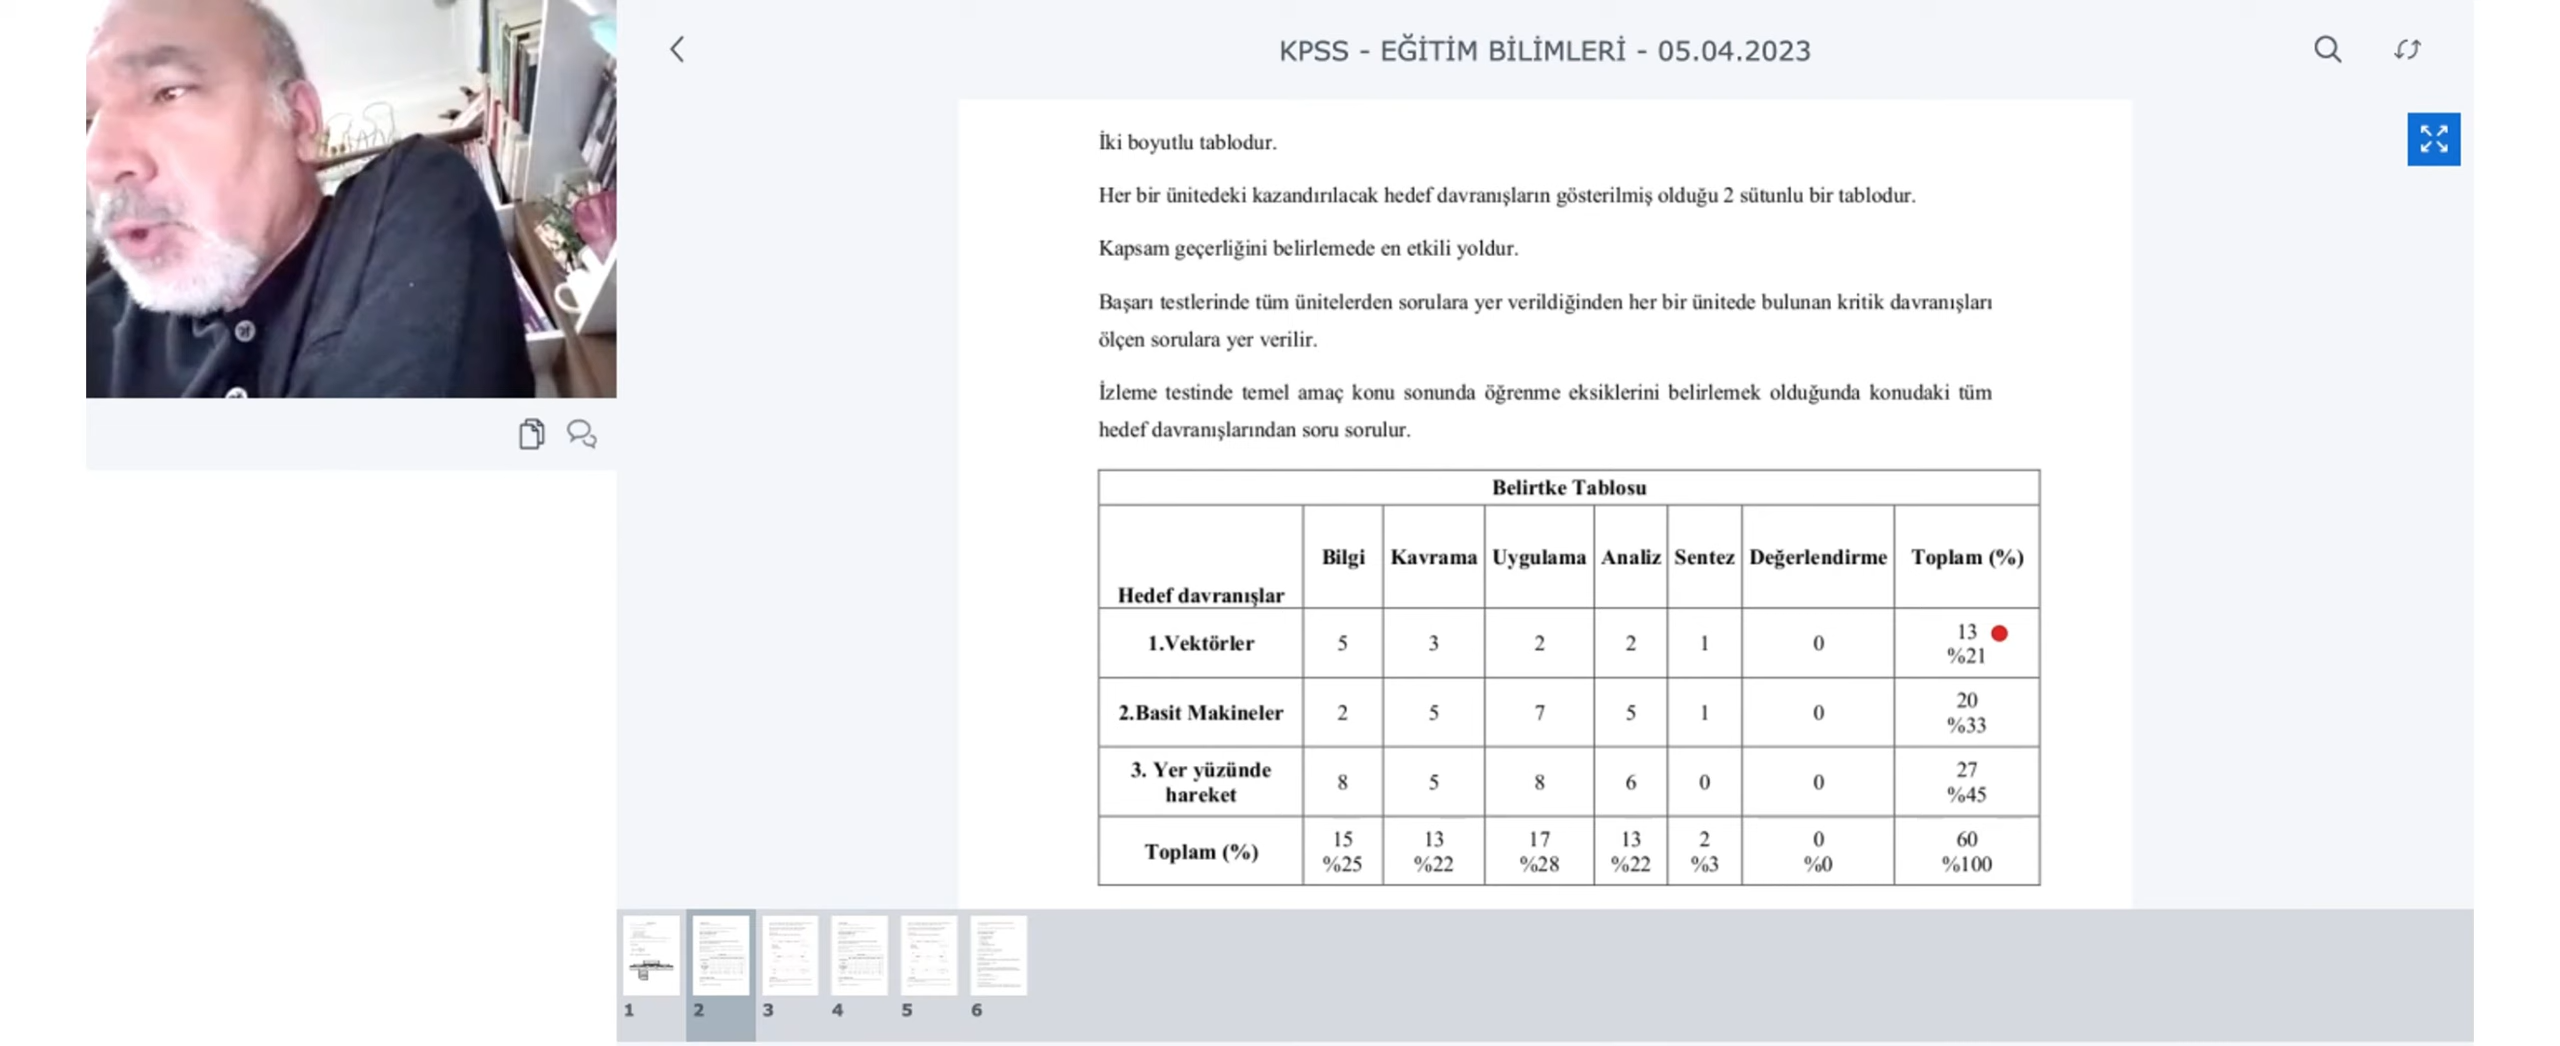 KPSS - EĞİTİM BİLİMLERİ - 05.04.2023
İki boyutlu tablodur.
Her bir ünitedeki kazandırılacak hedef davranışların gösterilmiş olduğu 2 sütunlu bir tablodur.
Kapsam geçerliğini belirlemede en etkili yoldur.
Başarı testlerinde tüm ünitelerden sorulara yer verildiğinden her bir ünitede bulunan kritik davranışları
ölçen sorulara yer verilir.
İzleme testinde temel amaç konu sonunda öğrenme eksiklerini belirlemek olduğunda konudaki tüm
hedef davranışlarından soru sorulur.
Belirtke Tablosu
Hedef davranışlar Bilgi Kavrama Uygulama Analiz Sentez Değerlendirme Toplam (%)
1.Vektörler 5 3 2 2 1 0 13
%21
2.Basit Makineler 2 5 7 5 1 0 20
%33
3. Yer yüzünde
hareket 8 5 8 6 0 0 27
%45
Toplam (%) 15 13 17 13 2 0 60
%25 %22 %28 %22 %3 %0 %100
1 2 3 4 5 6